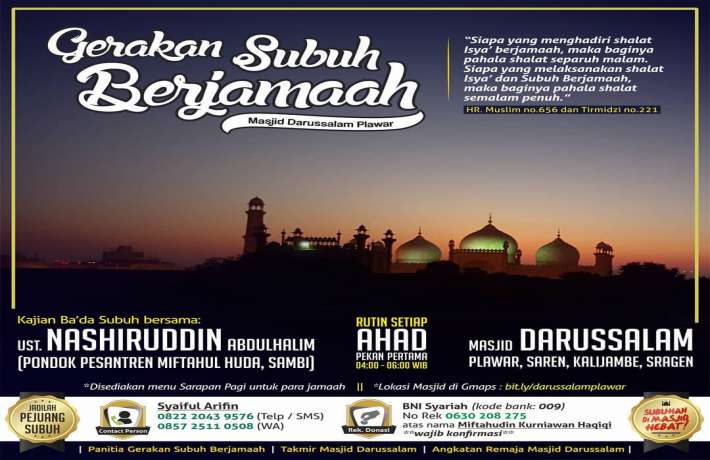 Gerakan Subuh
Berjamaah
Masjid Darussalam Plawar
"Siapa yang menghadiri shalat
Isya' berjamaah, maka baginya
pahala shalat separuh malam.
Siapa yang melaksanakan shalat
Isya' dan Subuh Berjamaah,
maka baginya pahala shalat
semalam penuh."
HR. Muslim no.656 dan Tirmidzi no.221
Kajian Ba'da Subuh bersama:
UST. NASHIRUDDIN ABDULHALIM
(PONDOK PESANTREN MIFTAHUL HUDA, SAMBI)
RUTIN SETIAP
AHAD
PEKAN PERTAMA
04:00 - 06:00 WIB
MASJID DARUSSALAM
PLAWAR, SAREN, KALIJAMBE, SRAGEN
*Disediakan menu Sarapan Pagi untuk para jamaah || *Lokasi Masjid di Gmaps : bit.ly/darussalamplawar
JADILAH
PEJUANG
SUBUH
Contact Person
Syaiful Arifin
0822 2043 9576 (Telp / SMS)
0857 2511 0508 (WA)
Rek. Donasi
BNI Syariah (kode bank: 009)
No Rek 0630 208 275
atas nama Miftahudin Kurniawan Haqiqi
**wajib konfirmasi**
SUBUHAN
DI MASJID
HEBAT!
| Panitia Gerakan Subuh Berjamaah | Takmir Masjid Darussalam | Angkatan Remaja Masjid Darussalam |